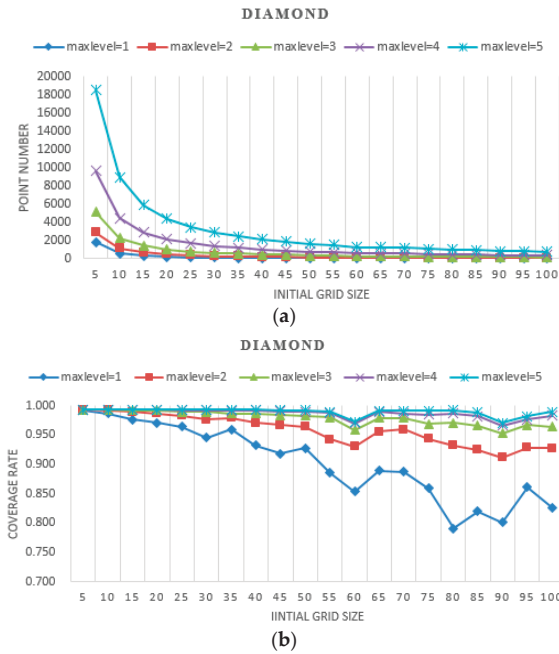 DIAMOND
maxlevel=1 maxlevel=2 maxlevel=3 maxlevel=4 maxlevel=5
20000
18000
16000
14000
12000
10000
8000
6000
4000
2000
0
POINT NUMBER
5 10 15 20 25 30 35 40 45 50 55 60 65 70 75 80 85 90 95 100
INITIAL GRID SIZE
(a)
DIAMOND
maxlevel=1 maxlevel=2 maxlevel=3 maxlevel=4 maxlevel=5
1.000
0.950
0.900
0.850
0.800
0.750
0.700
COVERAGE RATE
5 10 15 20 25 30 35 40 45 50 55 60 65 70 75 80 85 90 95 100
IINTIAL GRID SIZE
(b)